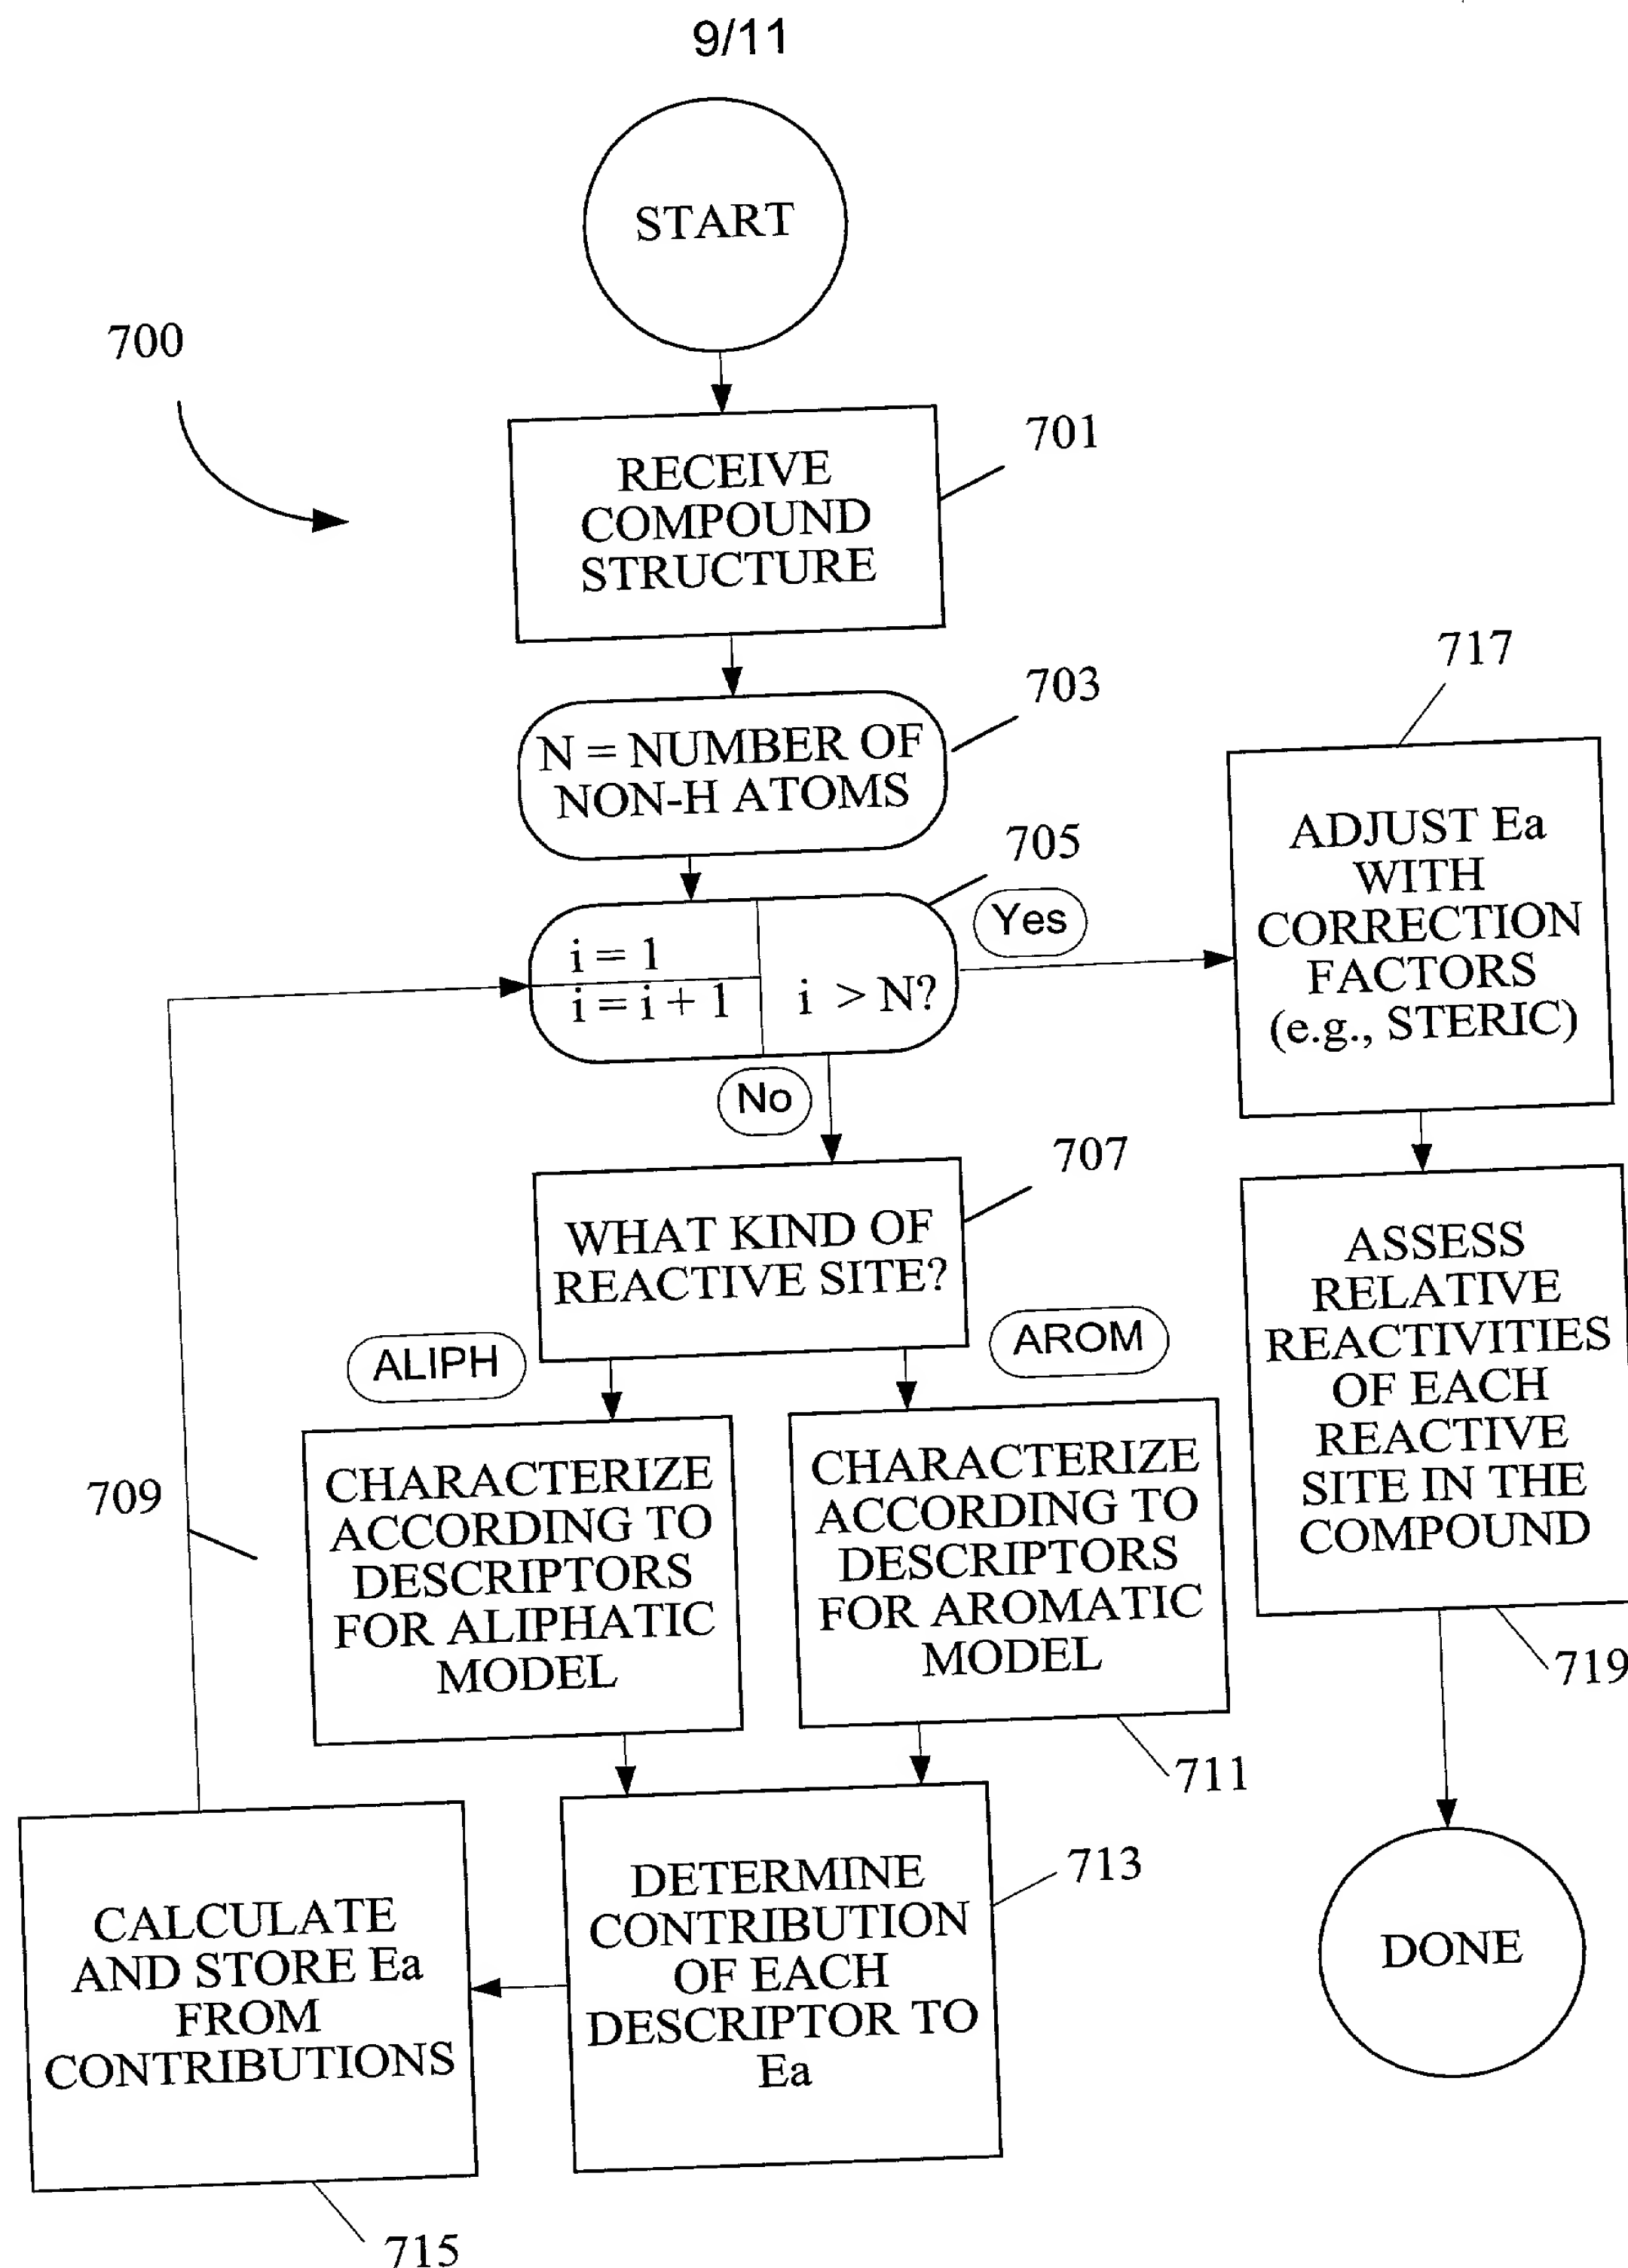 9/11
START
700
701
RECEIVE
COMPOUND
STRUCTURE
703
N = NUMBER OF
NON-H ATOMS
705
i = 1
i = i + 1
i > N?
Yes
No
717
ADJUST Ea
WITH
CORRECTION
FACTORS
(e.g., STERIC)
707
WHAT KIND OF
REACTIVE SITE?
ALIPH
AROM
709
CHARACTERIZE
ACCORDING TO
DESCRIPTORS
FOR ALIPHATIC
MODEL
CHARACTERIZE
ACCORDING TO
DESCRIPTORS
FOR AROMATIC
MODEL
711
ASSESS
RELATIVE
REACTIVITIES
OF EACH
REACTIVE
SITE IN THE
COMPOUND
719
713
DETERMINE
CONTRIBUTION
OF EACH
DESCRIPTOR TO
Ea
CALCULATE
AND STORE Ea
FROM
CONTRIBUTIONS
715
DONE